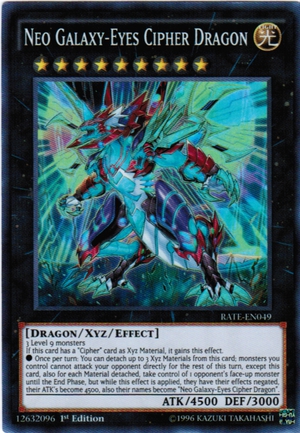 NEO GALAXY-EYES CIPHER DRAGON
光
RATE-EN049
[DRAGON/XYZ/EFFECT]
3 Level 9 monsters
If this card has a "Cipher" card as Xyz Material, it gains this effect.
● Once per turn: You can detach up to 3 Xyz Materials from this card; monsters you
control cannot attack your opponent directly for the rest of this turn, except this
card, also for each Material detached, take control of 1 opponent's face-up monster
until the End Phase, but while this effect is applied, they have their effects negated,
their ATK's become 4500, also their names become "Neo Galaxy-Eyes Cipher Dragon".
ATK/4500 DEF/3000
12632096 1st Edition ©1996 KAZUKI TAKAHASHI